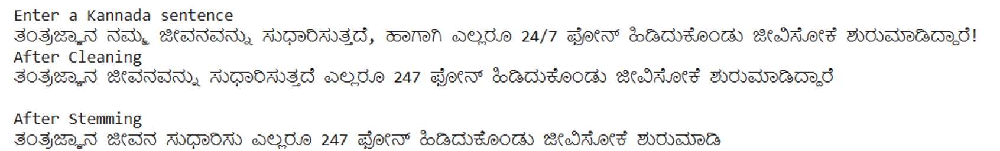 Enter a Kannada sentence
ತಂತ್ರಜ್ಞಾನ ನಮ್ಮ ಜೀವನವನ್ನು ಸುಧಾರಿಸುತ್ತದೆ, ಹಾಗಾಗಿ ಎಲ್ಲರೂ 24/7 ಫೋನ್ ಹಿಡಿದುಕೊಂಡು ಜೀವಿಸೋಕೆ ಶುರುಮಾಡಿದ್ದಾರೆ!
After Cleaning
ತಂತ್ರಜ್ಞಾನ ಜೀವನವನ್ನು ಸುಧಾರಿಸುತ್ತದೆ ಎಲ್ಲರೂ 247 ಫೋನ್ ಹಿಡಿದುಕೊಂಡು ಜೀವಿಸೋಕೆ ಶುರುಮಾಡಿದ್ದಾರೆ
After Stemming
ತಂತ್ರಜ್ಞಾನ ಜೀವನ ಸುಧಾರಿಸು ಎಲ್ಲರೂ 247 ಫೋನ್ ಹಿಡಿದುಕೊಂಡು ಜೀವಿಸೋಕೆ ಶುರುಮಾಡಿ